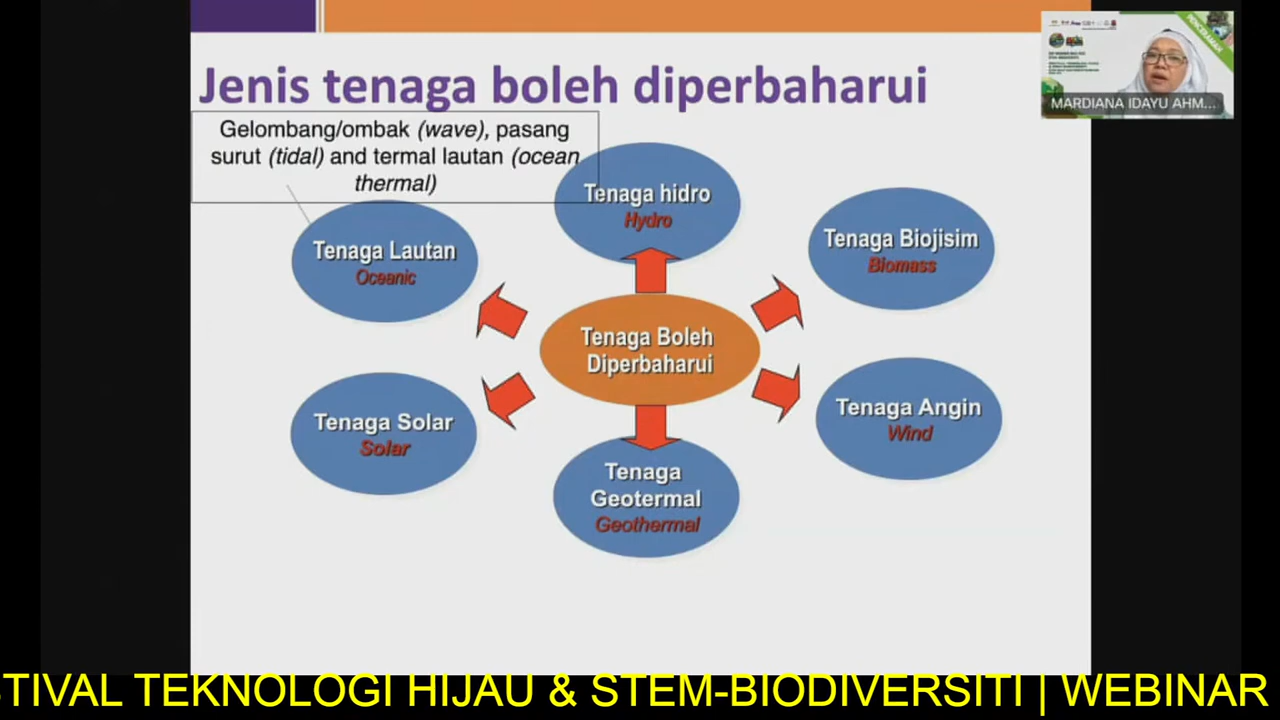 Jenis tenaga boleh diperbaharui
PENCERAMAH
MARDIANA IDAYU AHM...
Gelombang/ombak (wave), pasang
surut (tidal) and termal lautan (ocean
thermal)
Tenaga hidro
Hydro
Tenaga Lautan
Oceanic
Tenaga Biojisim
Biomass
Tenaga Boleh
Diperbaharui
Tenaga Solar
Solar
Tenaga Angin
Wind
Tenaga
Geotermal
Geothermal
STIVAL TEKNOLOGI HIJAU & STEM-BIODIVERSITI | WEBINAR